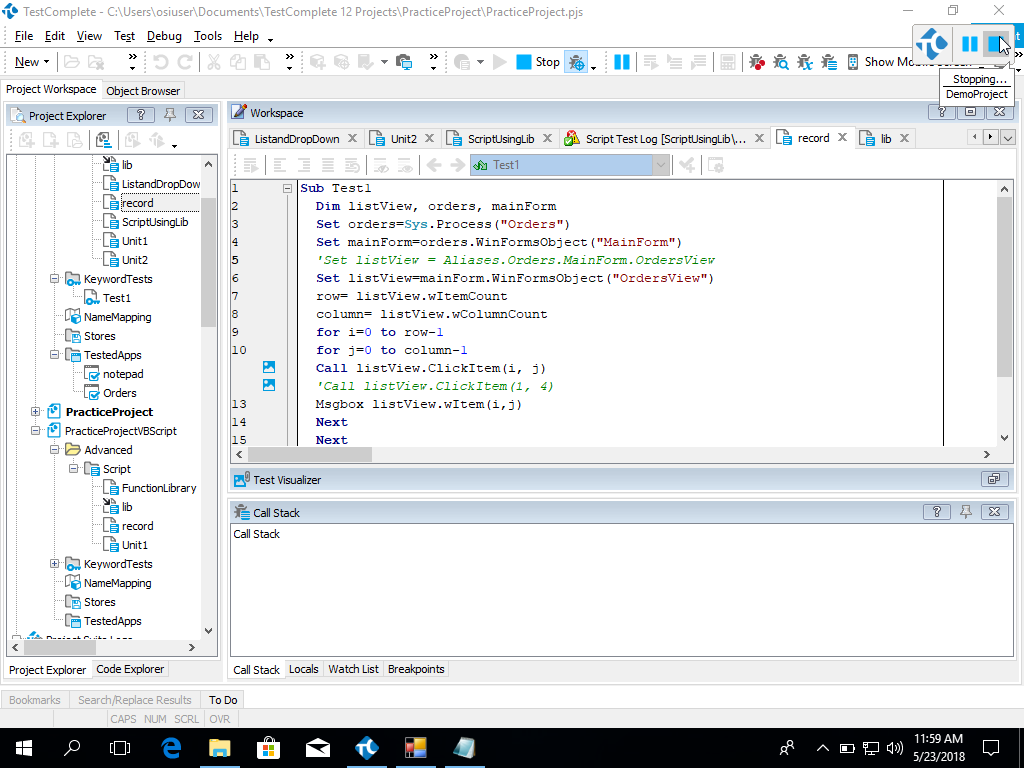 TestComplete - C:\Users\osiuser\Documents\TestComplete 12 Projects\PracticeProject\PracticeProject.pjs
File Edit View Test Debug Tools Help
New Stop Show Mo
Stopping...
DemoProject
Project Workspace Object Browser
Project Explorer
Workspace
ListandDropDown Unit2 ScriptUsingLib Script Test Log [ScriptUsingLib\... record lib
Test1
lib
ListandDropDow
record
ScriptUsingLib
Unit1
Unit2
KeywordTests
Test1
NameMapping
Stores
TestedApps
notepad
Orders
PracticeProject
PracticeProjectVBScript
Advanced
Script
FunctionLibrary
lib
record
Unit1
KeywordTests
NameMapping
Stores
TestedApps
Project Suite Logs
1 Sub Test1
2 Dim listView, orders, mainForm
3 Set orders=Sys.Process("Orders")
4 Set mainForm=orders.WinFormsObject("MainForm")
5 'Set listView = Aliases.Orders.MainForm.OrdersView
6 Set listView=mainForm.WinFormsObject("OrdersView")
7 row= listView.wItemCount
8 column= listView.wColumnCount
9 for i=0 to row-1
10 for j=0 to column-1
Call listView.ClickItem(i, j)
'Call listView.ClickItem(1, 4)
13 Msgbox listView.wItem(i,j)
14 Next
15 Next
Test Visualizer
Call Stack
Call Stack
Project Explorer Code Explorer
Call Stack Locals Watch List Breakpoints
Bookmarks Search/Replace Results To Do
CAPS NUM SCRL OVR
11:59 AM
5/23/2018